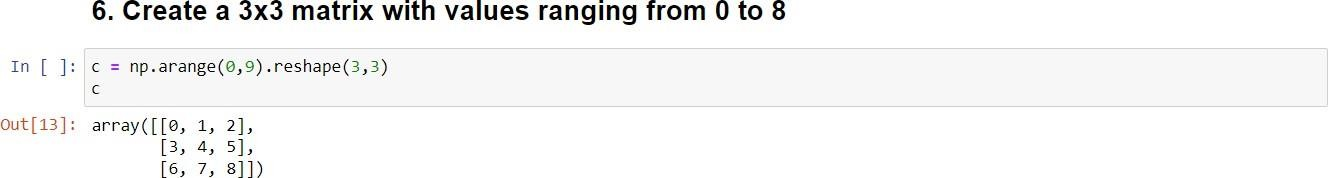 6. Create a 3x3 matrix with values ranging from 0 to 8
In [ ]: c = np.arange(0,9).reshape(3,3)
c
Out[13]: array([[0, 1, 2],
[3, 4, 5],
[6, 7, 8]])